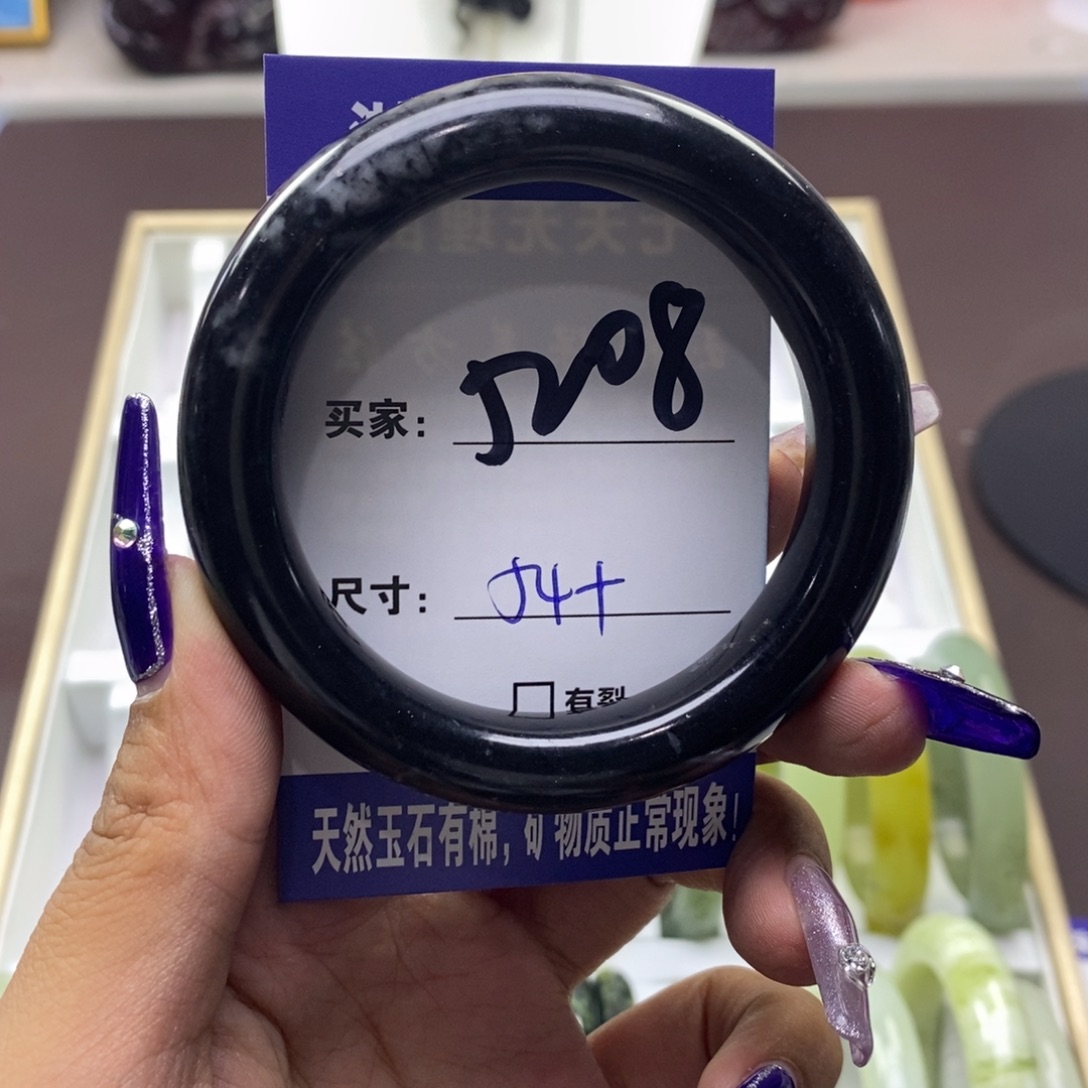 买家： J208
尺寸： 54+
有裂
天然玉石有棉，矿物质正常现象！